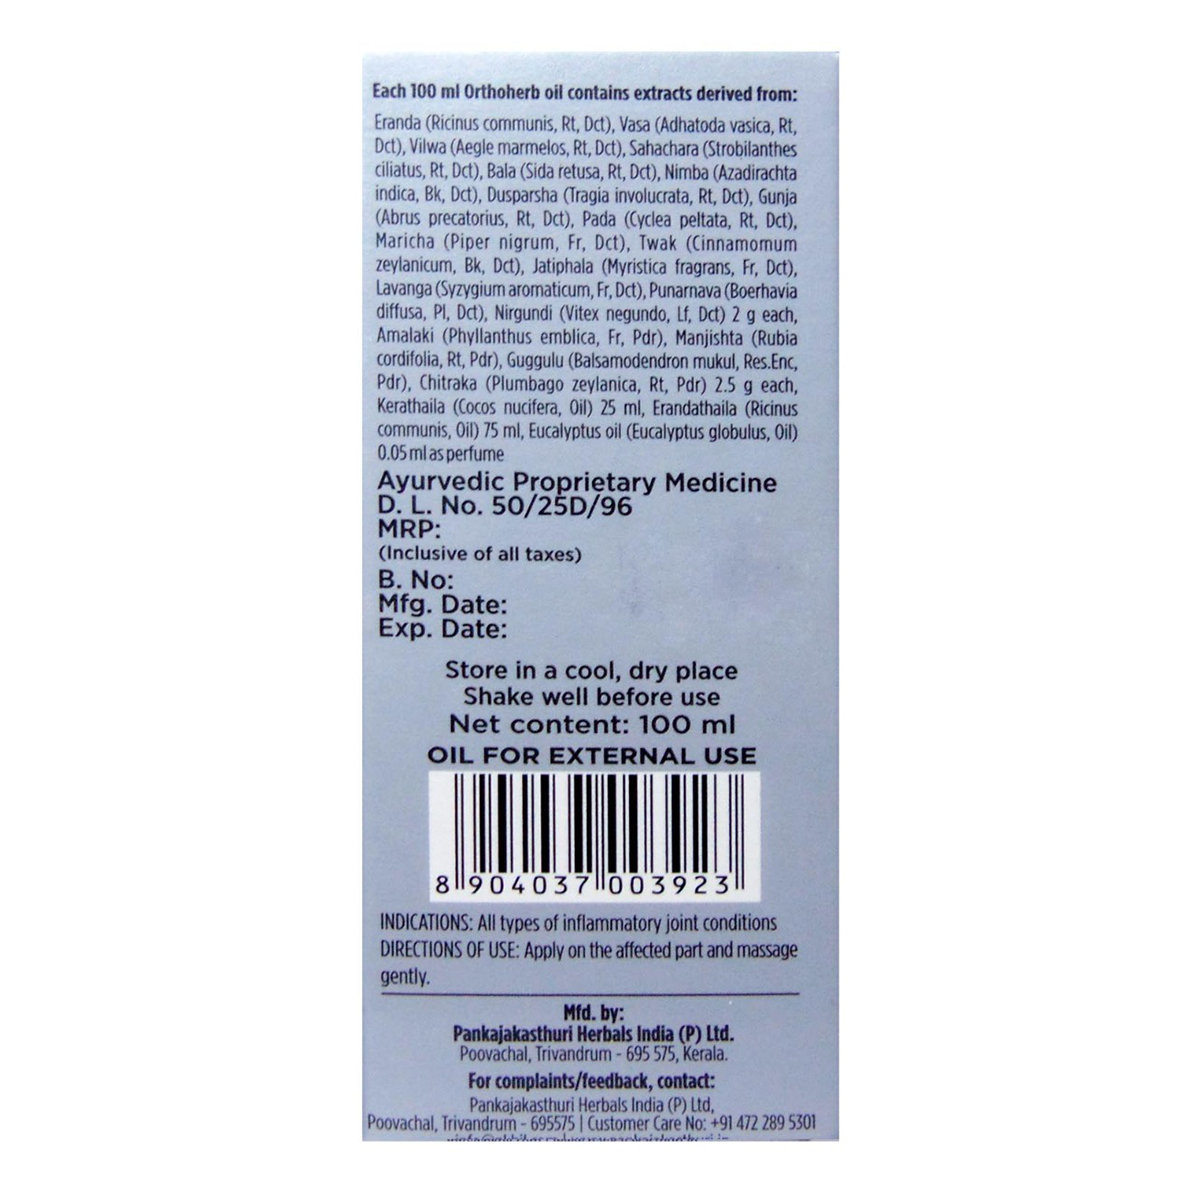 Each 100 ml Orthoherb oil contains extracts derived from:
Eranda (Ricinus communis, Rt, Dct), Vasa (Adhatoda vasica, Rt,
Dct), Vilwa (Aegle marmelos, Rt, Dct), Sahachara (Strobilanthes
ciliatus, Rt, Dct), Bala (Sida retusa, Rt, Dct), Nimba (Azadirachta
indica, Bk, Dct), Dusparsha (Tragia involucrata, Rt, Dct), Gunja
(Abrus precatorius, Rt, Dct), Pada (Cyclea peltata, Rt, Dct),
Maricha (Piper nigrum, Fr, Dct), Twak (Cinnamomum
zeylanicum, Bk, Dct), Jatiphala (Myristica fragrans, Fr, Dct),
Lavanga (Syzygium aromaticum, Fr, Dct), Punarnava (Boerhavia
diffusa, Pl, Dct), Nirgundi (Vitex negundo, Lf, Dct) 2 g each,
Amalaki (Phyllanthus emblica, Fr, Pdr), Manjishta (Rubia
cordifolia, Rt, Pdr), Guggulu (Balsamodendron mukul, Res.Enc,
Pdr), Chitraka (Plumbago zeylanica, Rt, Pdr) 2.5 g each,
Kerathaila (Cocos nucifera, Oil) 25 ml, Erandathaila (Ricinus
communis, Oil) 75 ml, Eucalyptus oil (Eucalyptus globulus, Oil)
0.05 ml as perfume
Ayurvedic Proprietary Medicine
D. L. No. 50/25D/96
MRP:
(Inclusive of all taxes)
B. No:
Mfg. Date:
Exp. Date:
Store in a cool, dry place
Shake well before use
Net content: 100 ml
OIL FOR EXTERNAL USE
8 904037 003923
INDICATIONS: All types of inflammatory joint conditions
DIRECTIONS OF USE: Apply on the affected part and massage
gently.
Mfd. by:
Pankajakasthuri Herbals India (P) Ltd.
Poovachal, Trivandrum - 695 575, Kerala.
For complaints/feedback, contact:
Pankajakasthuri Herbals India (P) Ltd,
Poovachal, Trivandrum - 695575 | Customer Care No: +91 472 289 5301